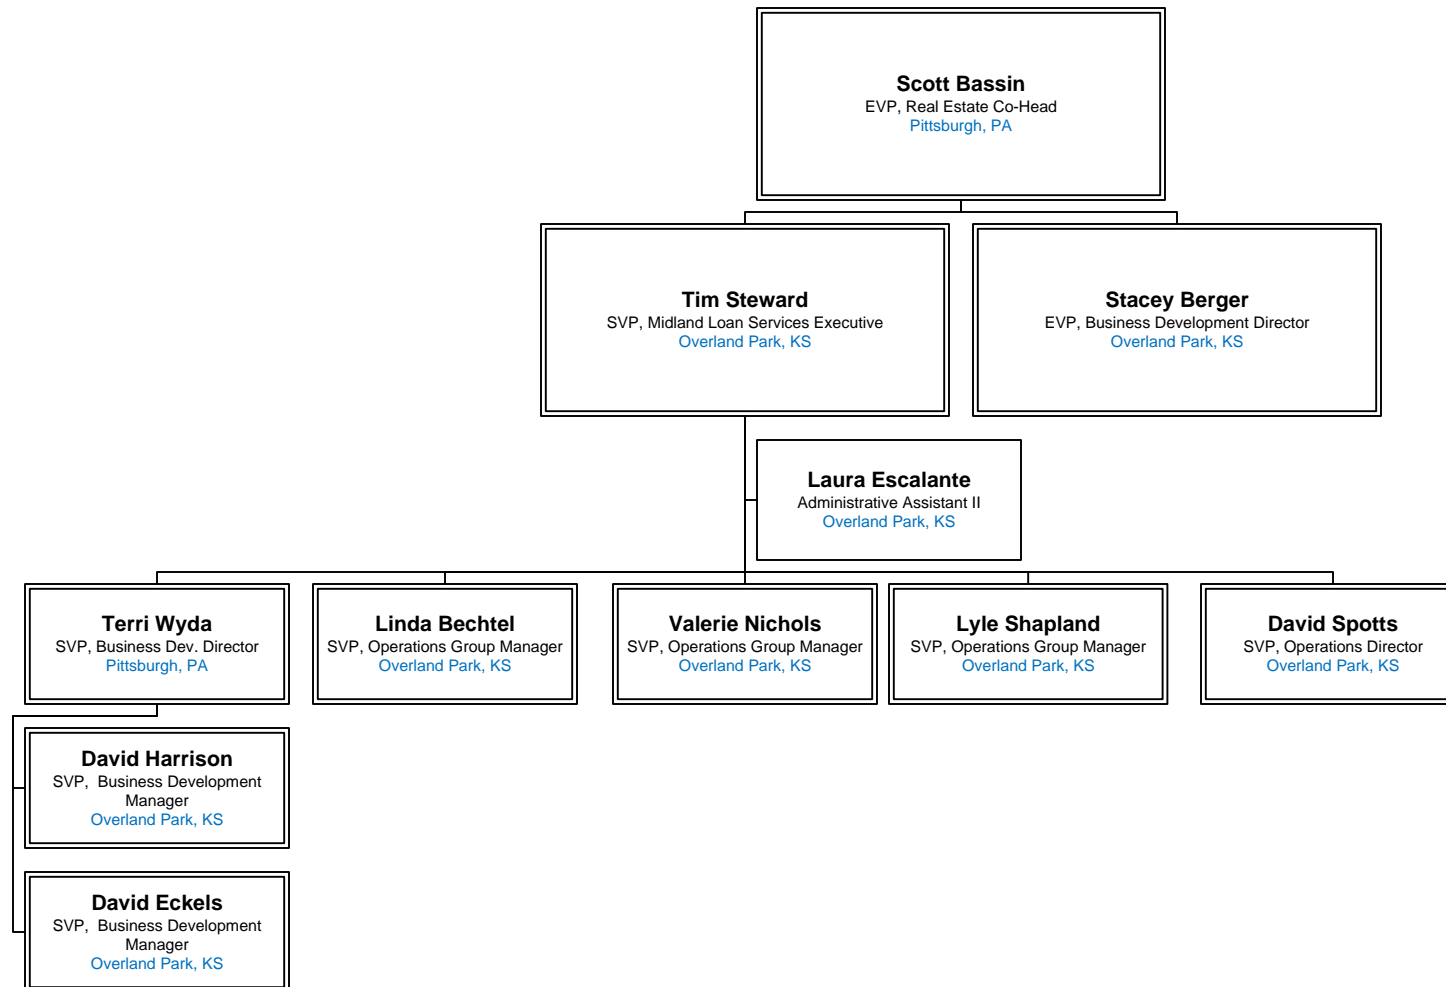 Scott Bassin
EVP, Real Estate Co-Head
Pittsburgh, PA
Tim Steward
SVP, Midland Loan Services Executive
Overland Park, KS
Stacey Berger
EVP, Business Development Director
Overland Park, KS
Laura Escalante
Administrative Assistant II
Overland Park, KS
Terri Wyda
SVP, Business Dev. Director
Pittsburgh, PA
Linda Bechtel
SVP, Operations Group Manager
Overland Park, KS
Valerie Nichols
SVP, Operations Group Manager
Overland Park, KS
Lyle Shapland
SVP, Operations Group Manager
Overland Park, KS
David Spotts
SVP, Operations Director
Overland Park, KS
David Harrison
SVP,  Business Development
Manager
Overland Park, KS
David Eckels
SVP,  Business Development
Manager
Overland Park, KS